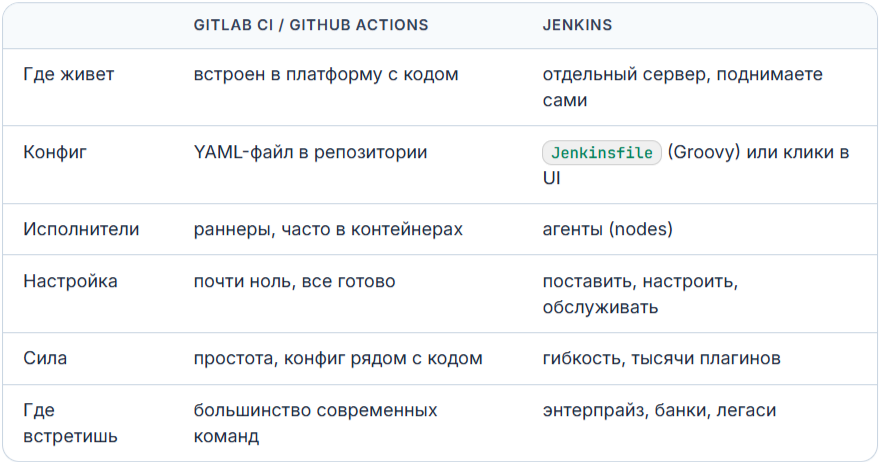 GITLAB CI / GITHUB ACTIONS JENKINS
Где живет встроен в платформу с кодом отдельный сервер, поднимаете
сами
Конфиг YAML-файл в репозитории Jenkinsfile (Groovy) или клики в
UI
Исполнители раннеры, часто в контейнерах агенты (nodes)
Настройка почти ноль, все готово поставить, настроить,
обслуживать
Сила простота, конфиг рядом с кодом гибкость, тысячи плагинов
Где большинство современных энтерпрайз, банки, легаси
встретишь команд